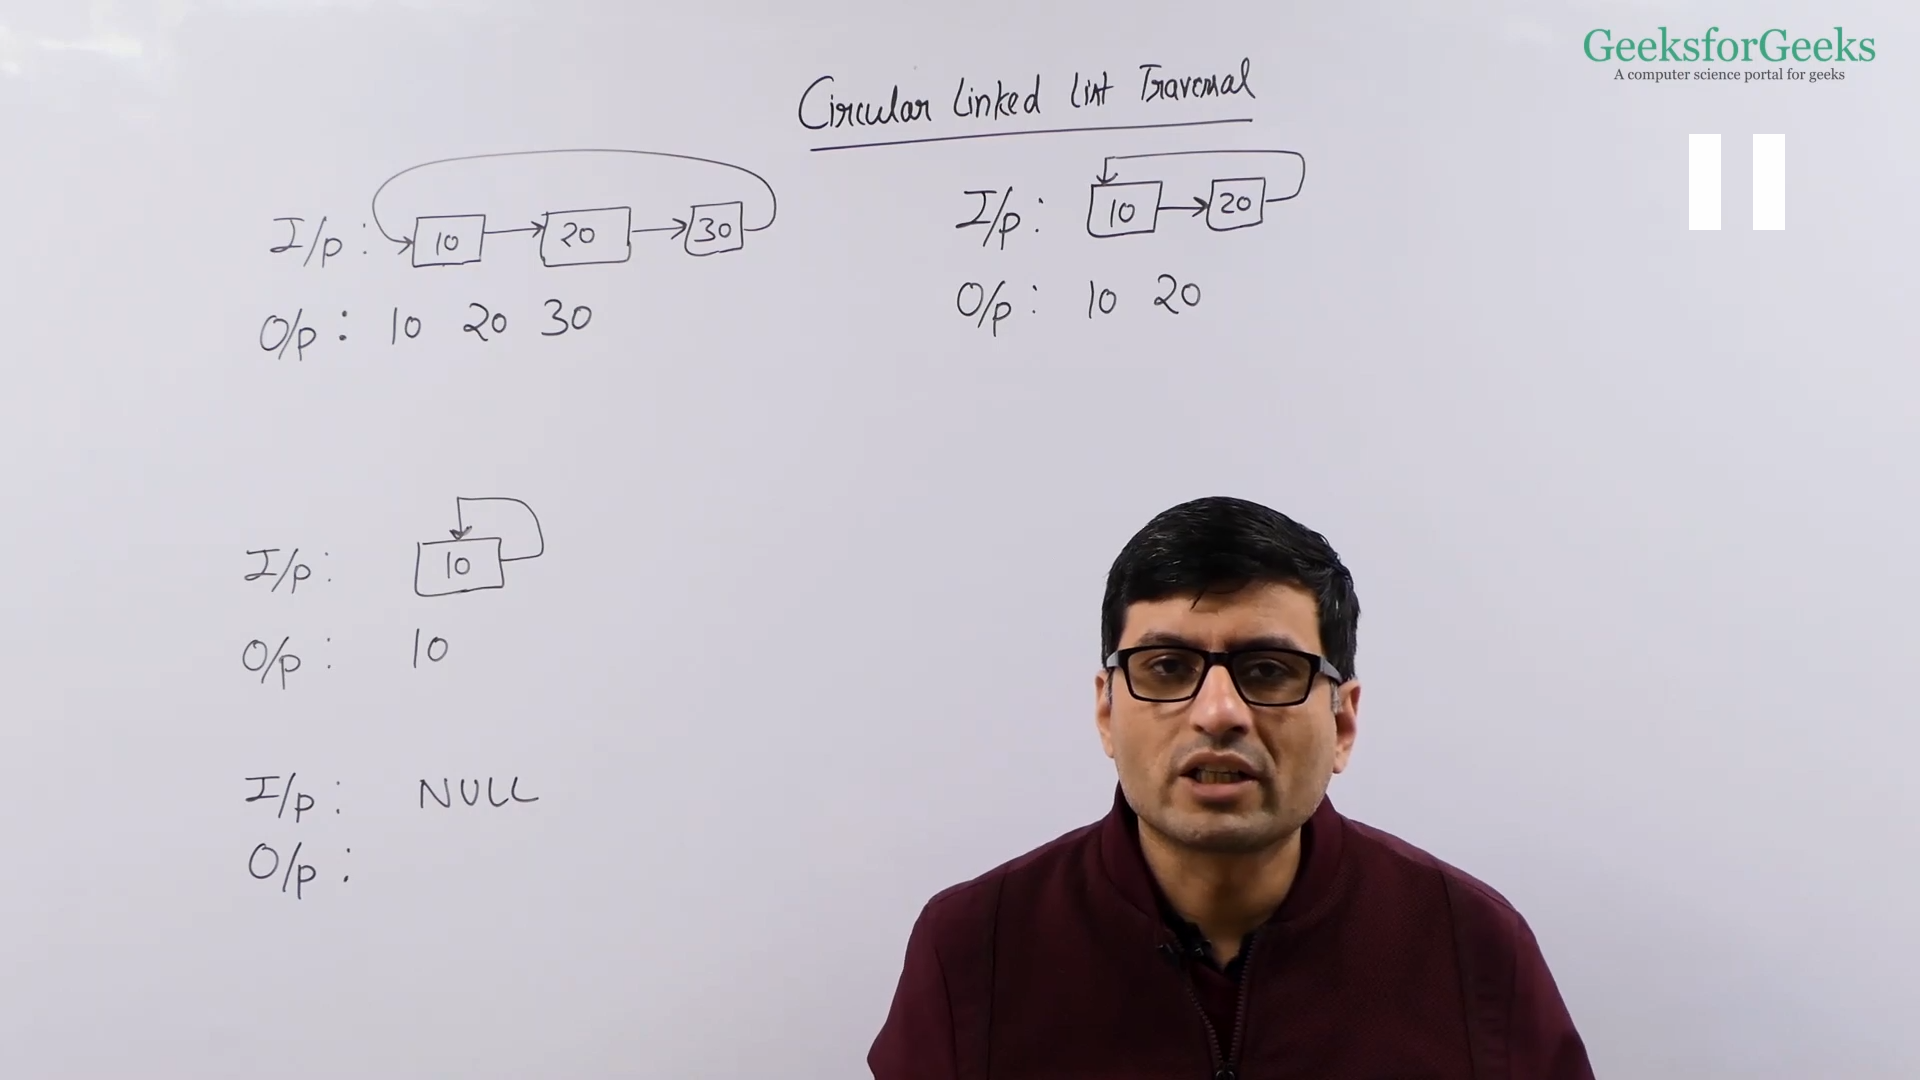 GeeksforGeeks
A computer science portal for geeks
Circular Linked List Traversal
I/p: 10 20 30
O/p: 10 20 30
I/p: 10 20
O/p: 10 20
I/p: 10
O/p: 10
I/p: NULL
O/p: